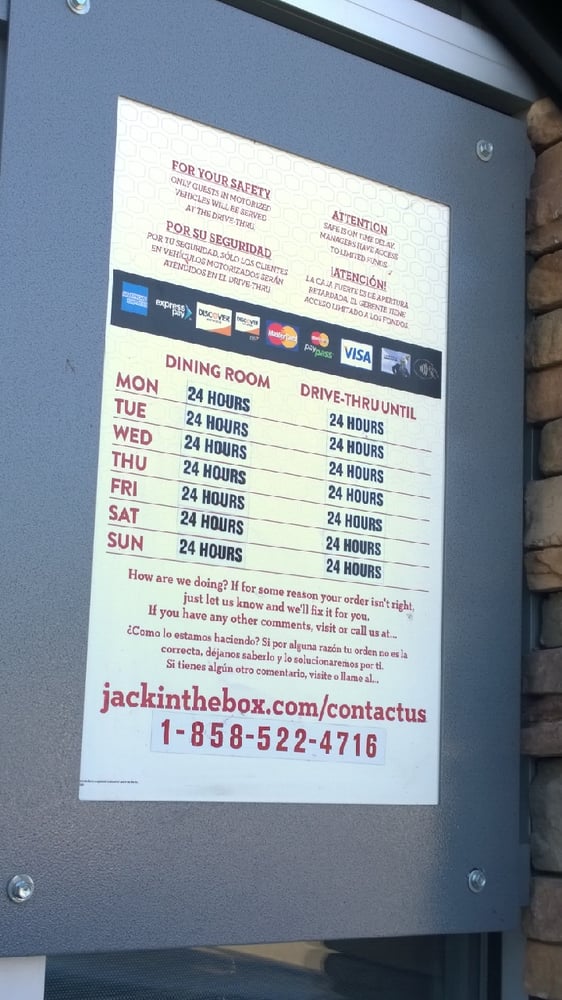 FOR YOUR SAFETY
ONLY GUESTS IN MOTORIZED
VEHICLES WILL BE SERVED
AT THE DRIVE-THRU
POR SU SEGURIDAD
POR TU SEGURIDAD, SÓLO LOS CLIENTES
EN VEHÍCULOS MOTORIZADOS SERÁN
ATENDIDOS EN EL DRIVE-THRU
ATTENTION
SAFE IS ON TIME DELAY.
MANAGERS HAVE ACCESS
TO LIMITED FUNDS.
¡ATENCIÓN!
LA CAJA FUERTE ES DE APERTURA
RETARDADA. EL GERENTE TIENE
ACCESO LIMITADO A LOS FONDOS.
express pay DISCOVER DISCOVER MasterCard paypass VISA
DINING ROOM DRIVE-THRU UNTIL
MON 24 HOURS 24 HOURS
TUE 24 HOURS 24 HOURS
WED 24 HOURS 24 HOURS
THU 24 HOURS 24 HOURS
FRI 24 HOURS 24 HOURS
SAT 24 HOURS 24 HOURS
SUN 24 HOURS 24 HOURS
How are we doing? If for some reason your order isn't right,
just let us know and we'll fix it for you.
If you have any other comments, visit or call us at...
¿Como lo estamos haciendo? Si por alguna razón tu orden no es la
correcta, déjanos saberlo y lo solucionaremos por ti.
Si tienes algún otro comentario, visite o llame al...
jackinthebox.com/contactus
1-858-522-4716